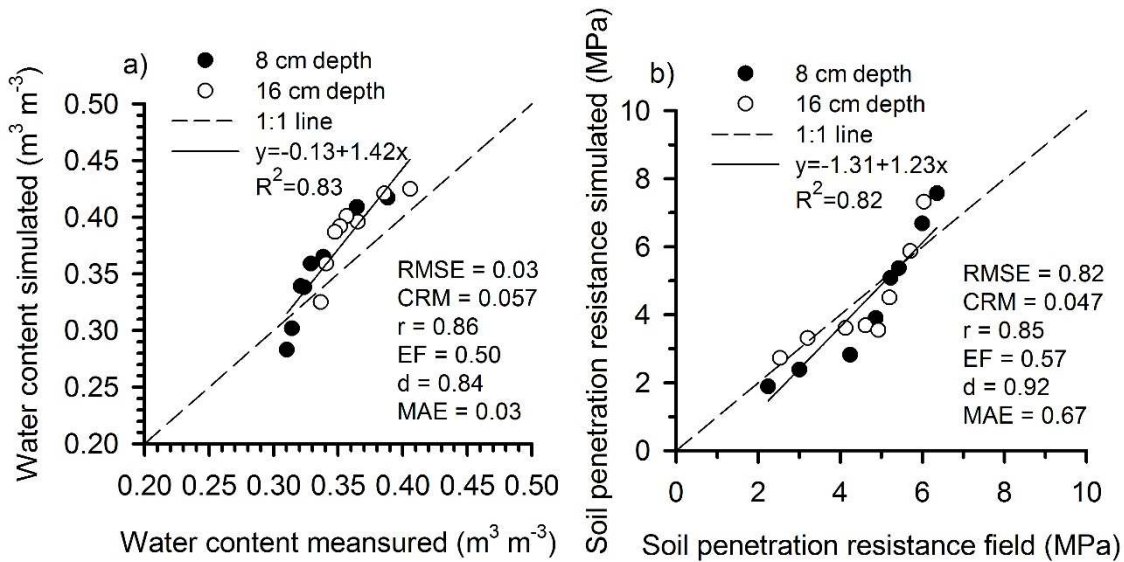 a)
8 cm depth
16 cm depth
1:1 line
y=-0.13+1.42x
R²=0.83
RMSE = 0.03
CRM = 0.057
r = 0.86
EF = 0.50
d = 0.84
MAE = 0.03
Water content simulated (m³ m⁻³)
0.50
0.45
0.40
0.35
0.30
0.25
0.20
0.20 0.25 0.30 0.35 0.40 0.45 0.50
Water content meansured (m³ m⁻³)
b)
8 cm depth
16 cm depth
1:1 line
y=-1.31+1.23x
R²=0.82
RMSE = 0.82
CRM = 0.047
r = 0.85
EF = 0.57
d = 0.92
MAE = 0.67
Soil penetration resistance simulated (MPa)
10
8
6
4
2
0
0 2 4 6 8 10
Soil penetration resistance field (MPa)